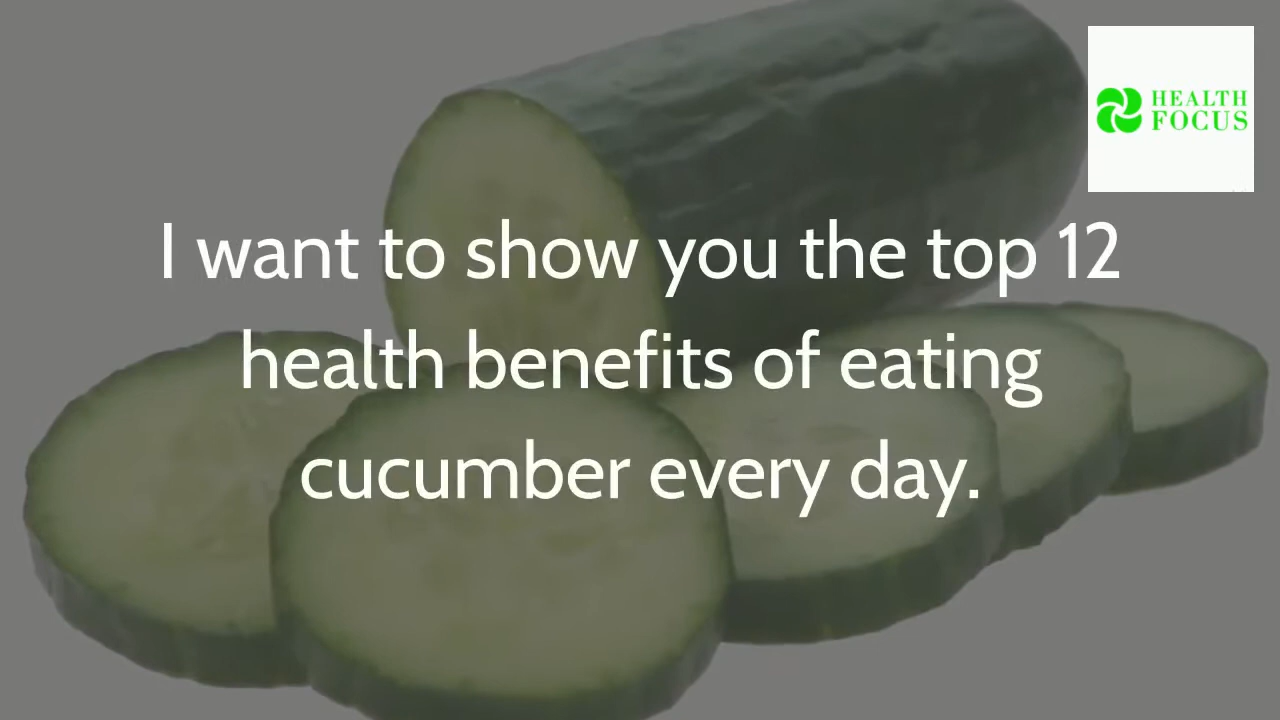 HEALTH
FOCUS
I want to show you the top 12
health benefits of eating
cucumber every day.